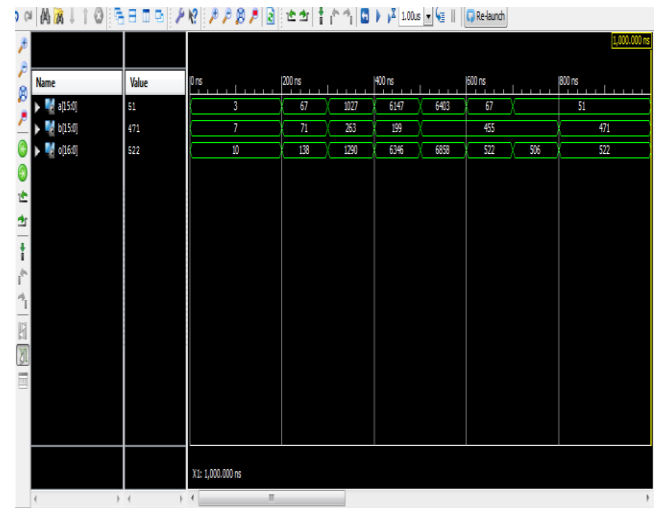 1.00us Re-launch
1,000.000 ns
Name Value 0 ns 200 ns 400 ns 600 ns 800 ns
a[15:0] 51 3 67 1027 6147 6403 67 51
b[15:0] 471 7 71 263 199 455 471
o[16:0] 522 10 138 1290 6346 6858 522 506 522
X1: 1,000.000 ns